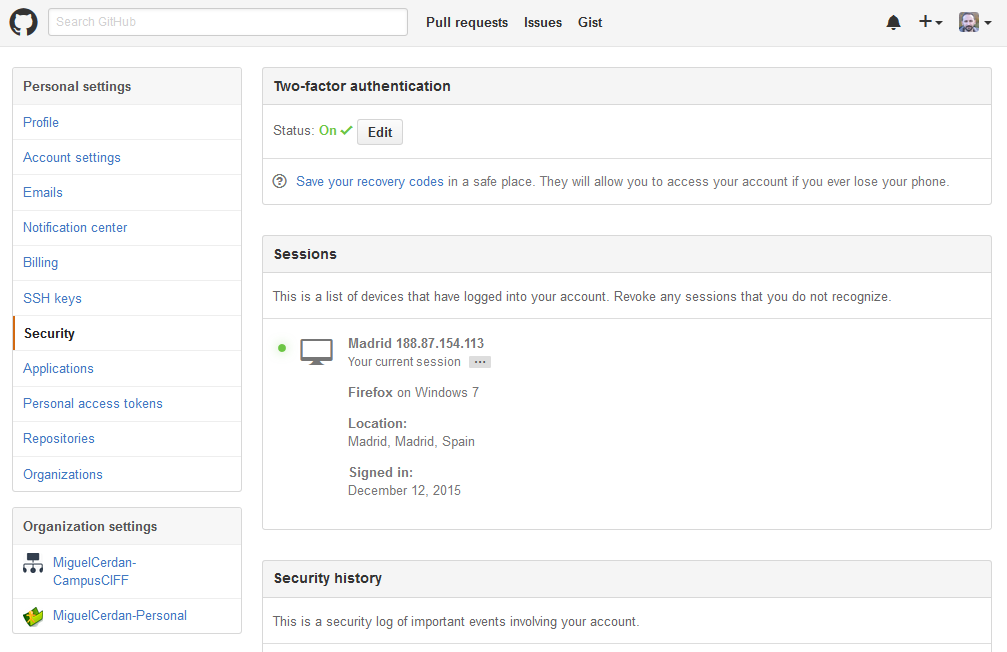 Search GitHub
Pull requests Issues Gist
Personal settings
Profile
Account settings
Emails
Notification center
Billing
SSH keys
Security
Applications
Personal access tokens
Repositories
Organizations
Organization settings
MiguelCerdan-
CampusCIFF
MiguelCerdan-Personal
Two-factor authentication
Status: On Edit
Save your recovery codes in a safe place. They will allow you to access your account if you ever lose your phone.
Sessions
This is a list of devices that have logged into your account. Revoke any sessions that you do not recognize.
Madrid 188.87.154.113
Your current session ...
Firefox on Windows 7
Location:
Madrid, Madrid, Spain
Signed in:
December 12, 2015
Security history
This is a security log of important events involving your account.